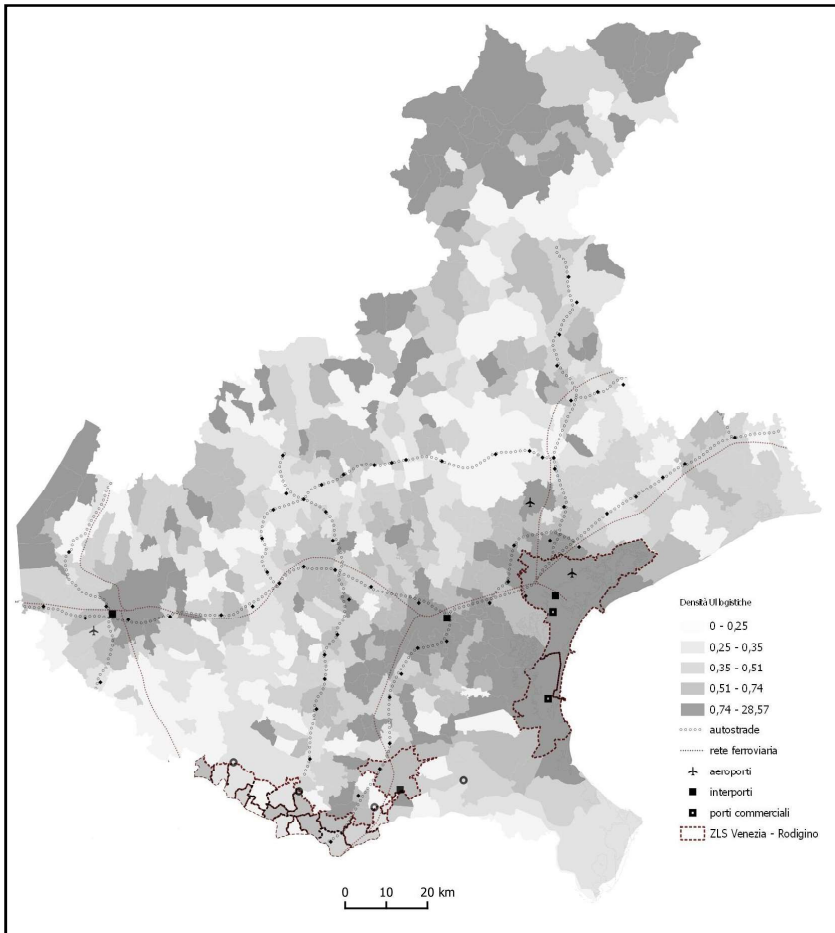 Densità UI logistiche
0 - 0,25
0,25 - 0,35
0,35 - 0,51
0,51 - 0,74
0,74 - 28,57
autostrade
rete ferroviaria
aeroporti
interporti
porti commerciali
ZLS Venezia - Rodigino
0 10 20 km